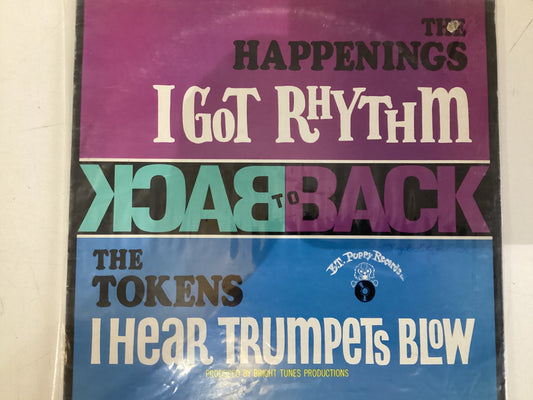 THE
HAPPENINGS
I GOT RHYTHM
BACK TO BACK
THE
TOKENS
B.T. Puppy Records
I HEAR TRUMPETS BLOW
PRODUCED BY BRIGHT TUNES PRODUCTIONS